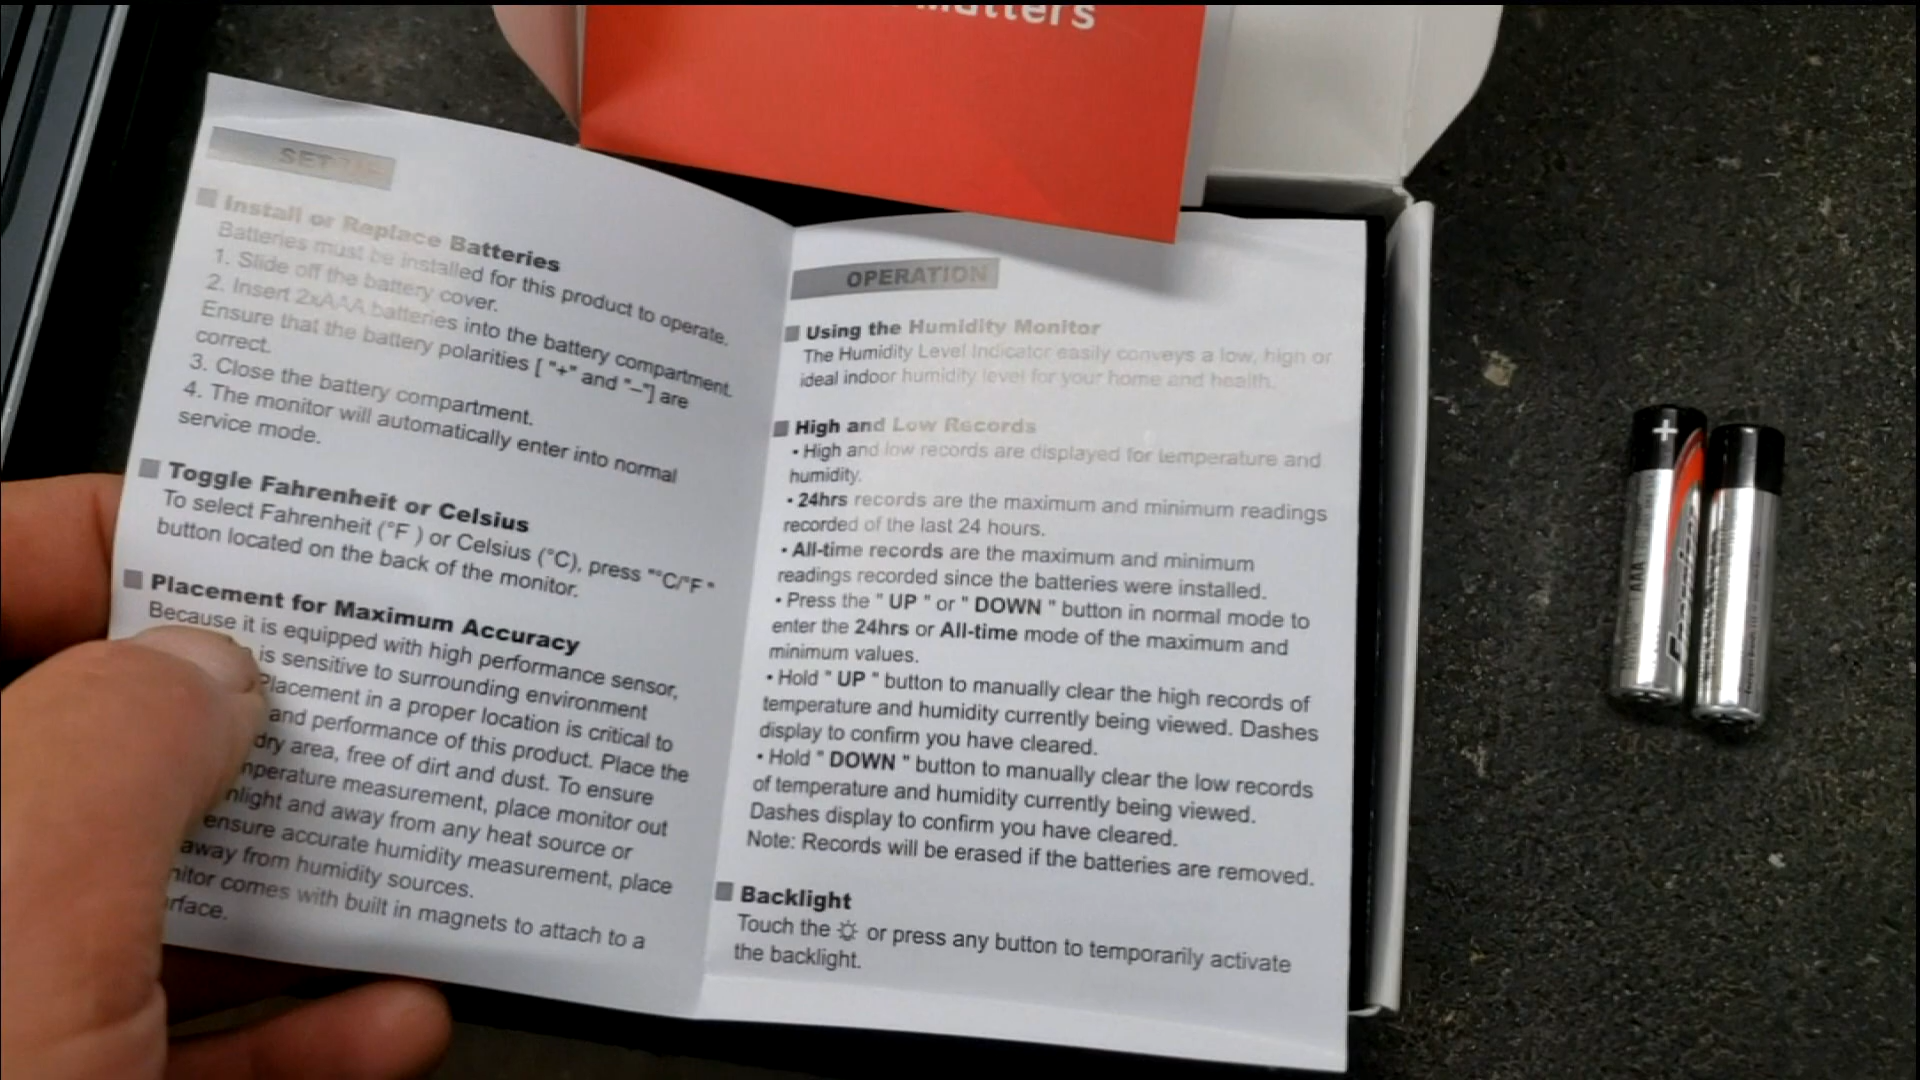 Matters
SET
Install or Replace Batteries
Batteries must be installed for this product to operate.
1. Slide off the battery cover.
2. Insert 2xAAA batteries into the battery compartment.
Ensure that the battery polarities [ "+" and "–"] are
correct.
3. Close the battery compartment.
4. The monitor will automatically enter into normal
service mode.
Toggle Fahrenheit or Celsius
To select Fahrenheit (°F ) or Celsius (°C), press "°C/°F "
button located on the back of the monitor.
Placement for Maximum Accuracy
Because it is equipped with high performance sensor,
is sensitive to surrounding environment
Placement in a proper location is critical to
and performance of this product. Place the
dry area, free of dirt and dust. To ensure
measurement, place monitor out
and away from any heat source or
ensure accurate humidity measurement, place
away from humidity sources.
comes with built in magnets to attach to a
OPERATION
Using the Humidity Monitor
The Humidity Level Indicator easily conveys a low, high or
ideal indoor humidity level for your home and health.
High and Low Records
• High and low records are displayed for temperature and
humidity.
• 24hrs records are the maximum and minimum readings
recorded of the last 24 hours.
• All-time records are the maximum and minimum
readings recorded since the batteries were installed.
• Press the " UP " or " DOWN " button in normal mode to
enter the 24hrs or All-time mode of the maximum and
minimum values.
• Hold " UP " button to manually clear the high records of
temperature and humidity currently being viewed. Dashes
display to confirm you have cleared.
• Hold " DOWN " button to manually clear the low records
of temperature and humidity currently being viewed.
Dashes display to confirm you have cleared.
Note: Records will be erased if the batteries are removed.
Backlight
Touch the or press any button to temporarily activate
the backlight.
+
AAA
Energizer